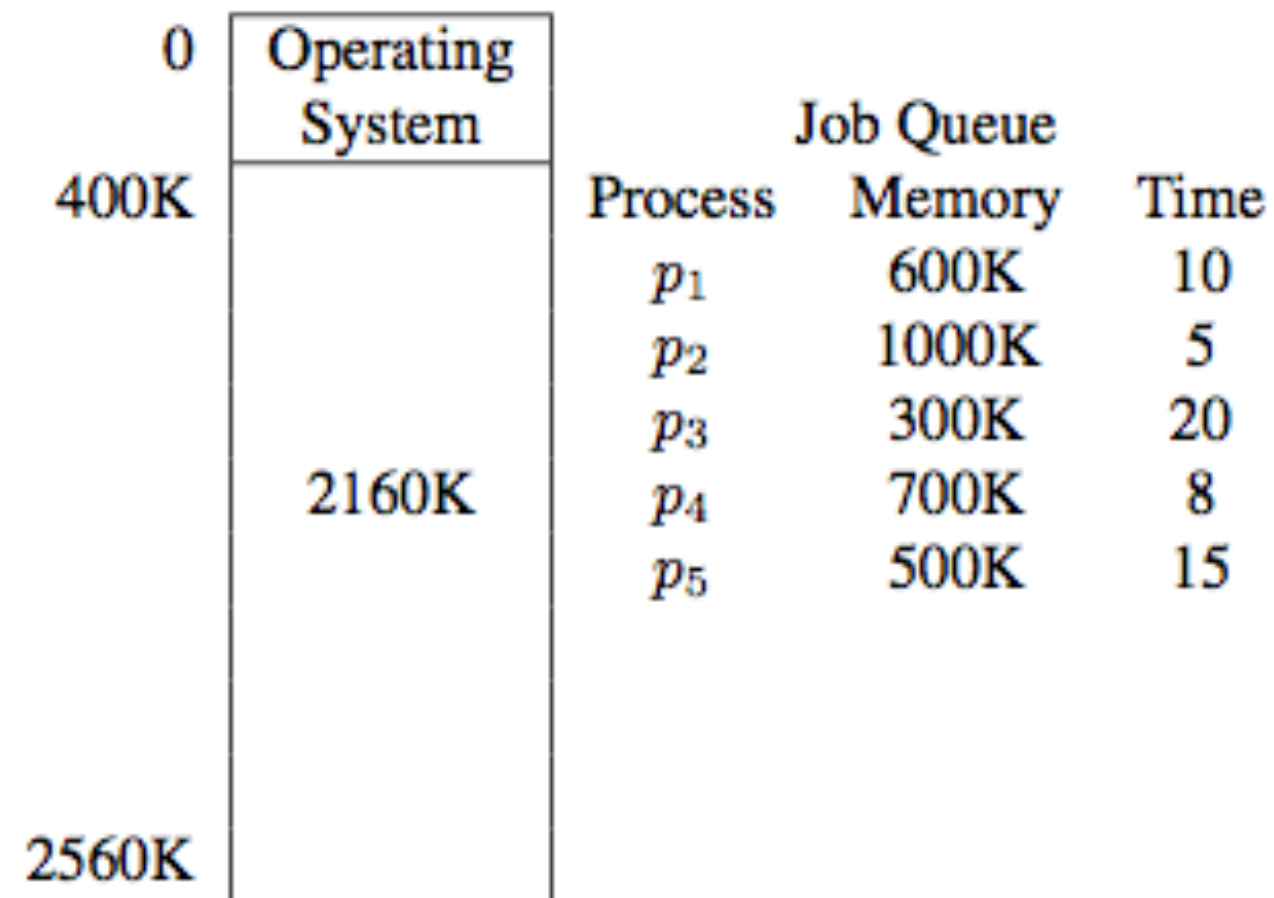 0 Operating
System Job Queue
400K Process Memory Time
p₁ 600K 10
p₂ 1000K 5
p₃ 300K 20
2160K p₄ 700K 8
p₅ 500K 15
2560K